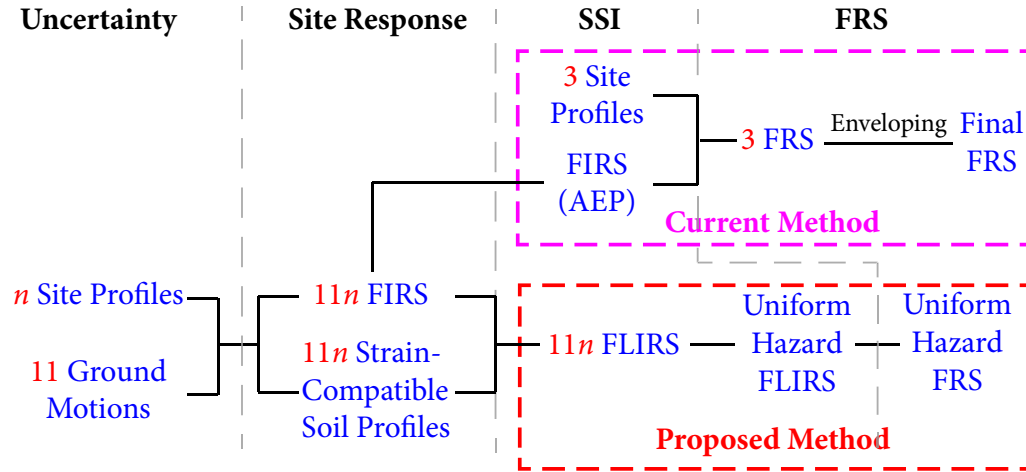 Uncertainty
Site Response
SSI
FRS
3 Site
Profiles
FIRS
(AEP)
3 FRS
Enveloping
Final
FRS
Current Method
n Site Profiles
11 Ground
Motions
11n FIRS
11n Strain-
Compatible
Soil Profiles
11n FLIRS
Uniform
Hazard
FLIRS
Uniform
Hazard
FRS
Proposed Method